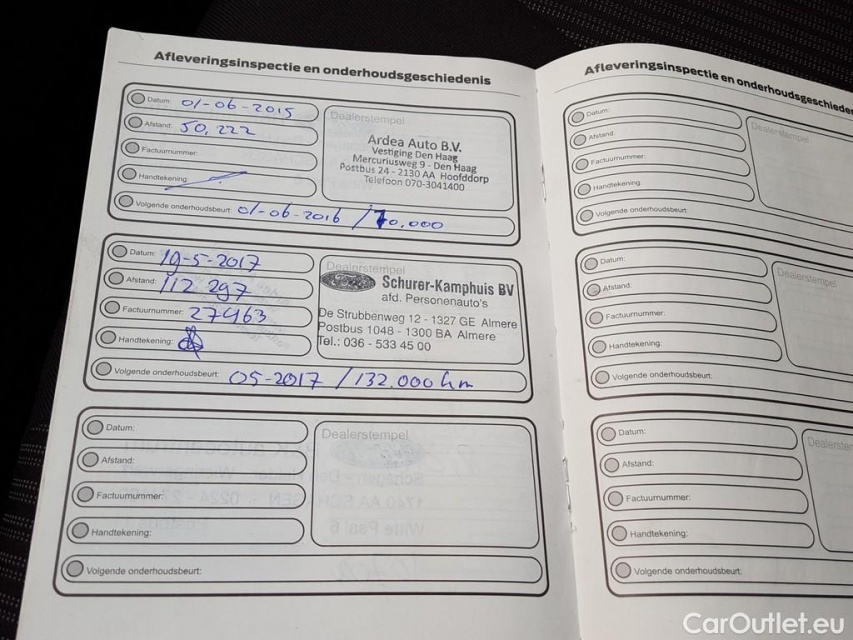 Afleveringsinspectie en onderhoudsgeschiedenis
Datum: 01-06-2015
Afstand: 50,222
Factuurnummer:
Handtekening:
Volgende onderhoudsbeurt: 01-06-2016 / 70.000
Dealerstempel
Ardea Auto B.V.
Vestiging Den Haag
Mercuriusweg 9 - Den Haag
Postbus 24 - 2130 AA Hoofddorp
Telefoon 070-3041400
Datum: 19-5-2017
Afstand: 112.297
Factuurnummer: 27463
Handtekening:
Volgende onderhoudsbeurt: 05-2017 / 132.000 km
Dealerstempel
Schurer-Kamphuis BV
afd. Personenauto's
De Strubbenweg 12 - 1327 GE Almere
Postbus 1048 - 1300 BA Almere
Tel.: 036 - 533 45 00
Datum:
Afstand:
Factuurnummer:
Handtekening:
Volgende onderhoudsbeurt:
Dealerstempel
Afleveringsinspectie en onderhoudsgeschieden
Datum:
Afstand:
Factuurnummer:
Handtekening:
Volgende onderhoudsbeurt:
Dealerstempel
Datum:
Afstand:
Factuurnummer:
Handtekening:
Volgende onderhoudsbeurt:
Dealerstempel
Datum:
Afstand:
Factuurnummer:
Handtekening:
Volgende onderhoudsbeurt:
Dealerstem
CarOutlet.eu